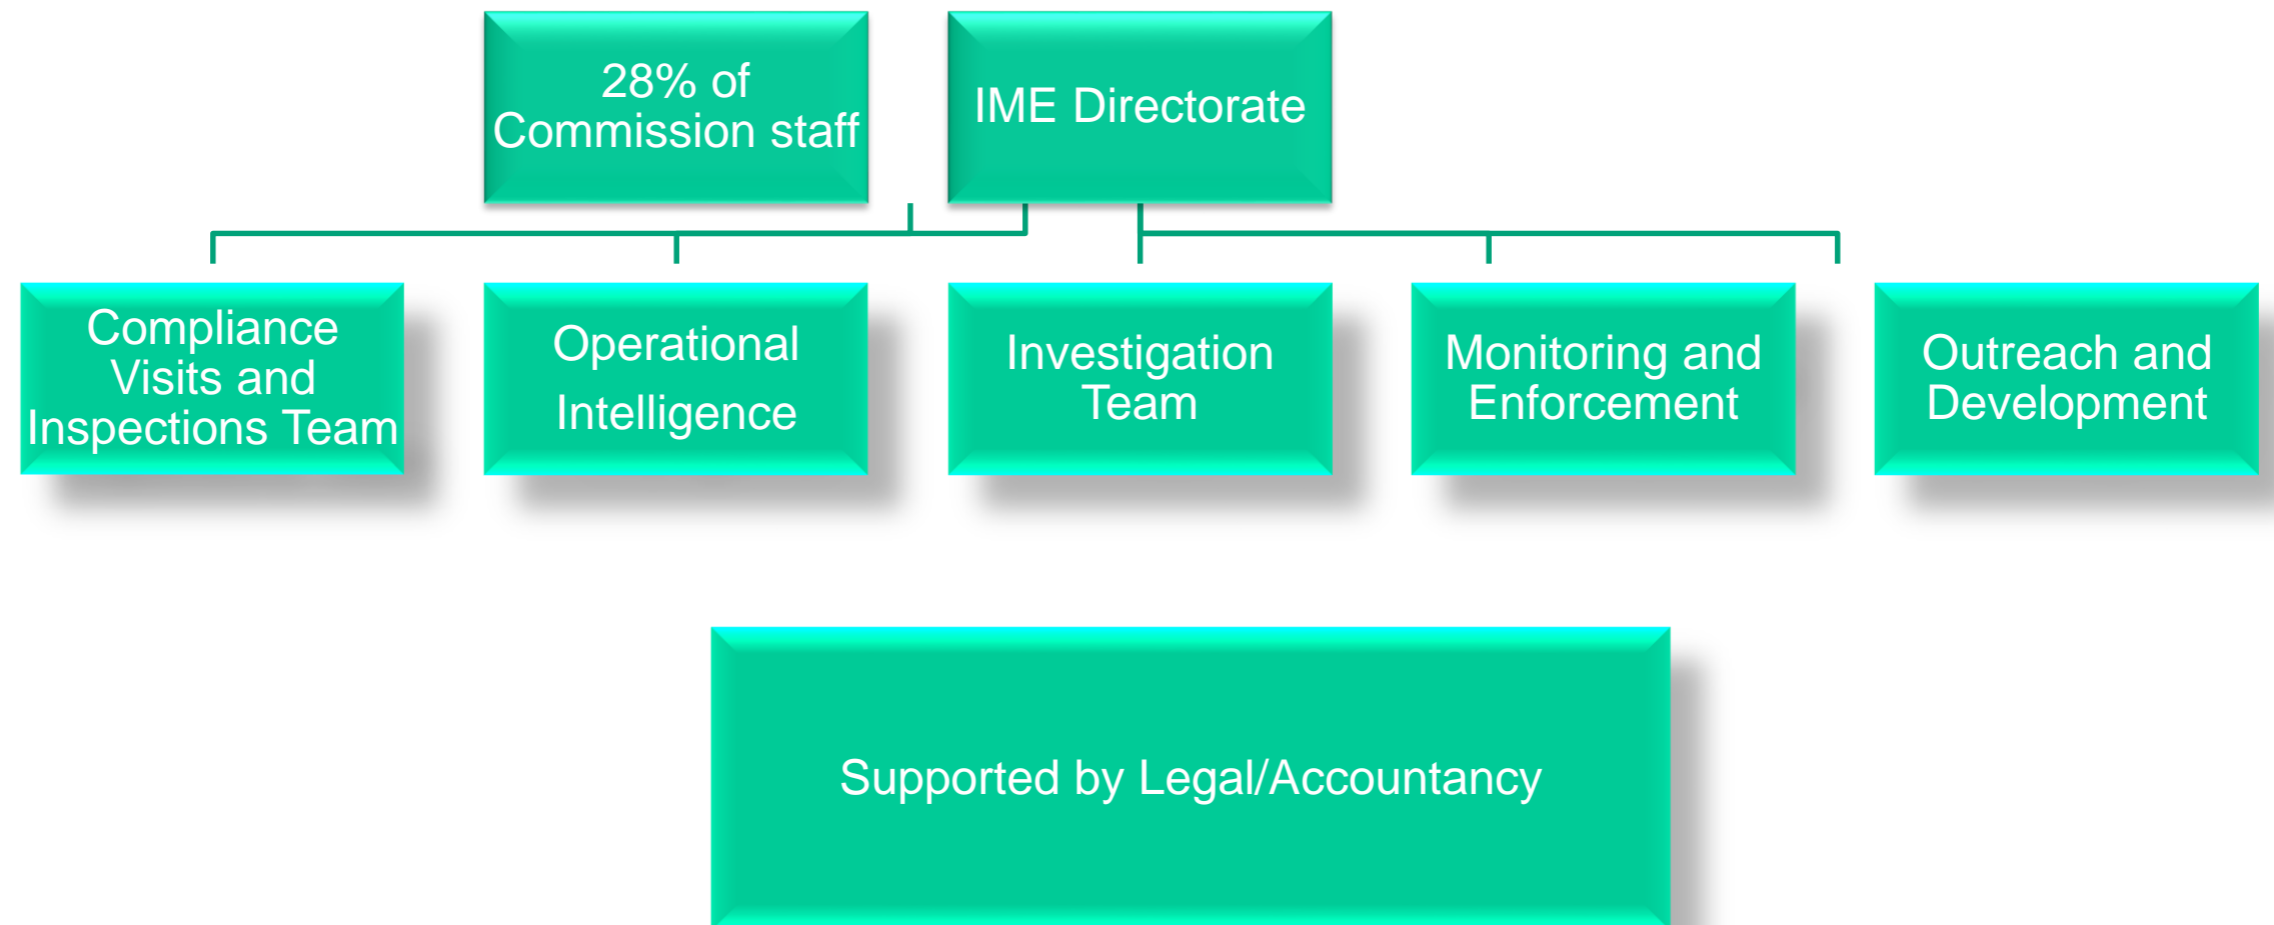 28% of
Commission staff
IME Directorate
Compliance
Visits and
Inspections Team
Operational
Intelligence
Investigation
Team
Monitoring and
Enforcement
Outreach and
Development
Supported by Legal/Accountancy